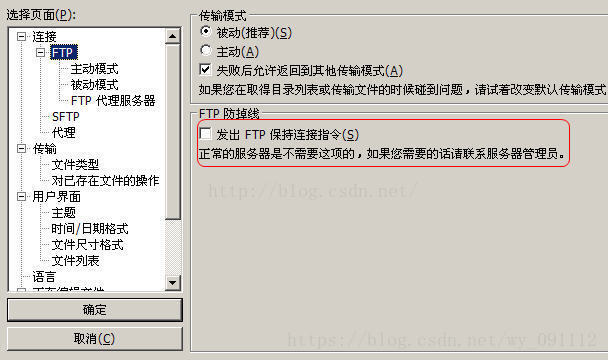 选择页面(P):
连接
FTP
主动模式
被动模式
FTP 代理服务器
SFTP
代理
传输
文件类型
对已存在文件的操作
用户界面
主题
时间/日期格式
文件尺寸格式
文件列表
语言
确定
取消(C)
传输模式
被动(推荐)(S)
主动(A)
失败后允许返回到其他传输模式(A)
如果您在取得目录列表或传输文件的时候碰到问题，请试着改变默认传输模式
FTP 防掉线
发出 FTP 保持连接指令(S)
正常的服务器是不需要这项的，如果您需要的话请联系服务器管理员。
http://blog.csdn.net/
https://blog.csdn.net/wy_091112